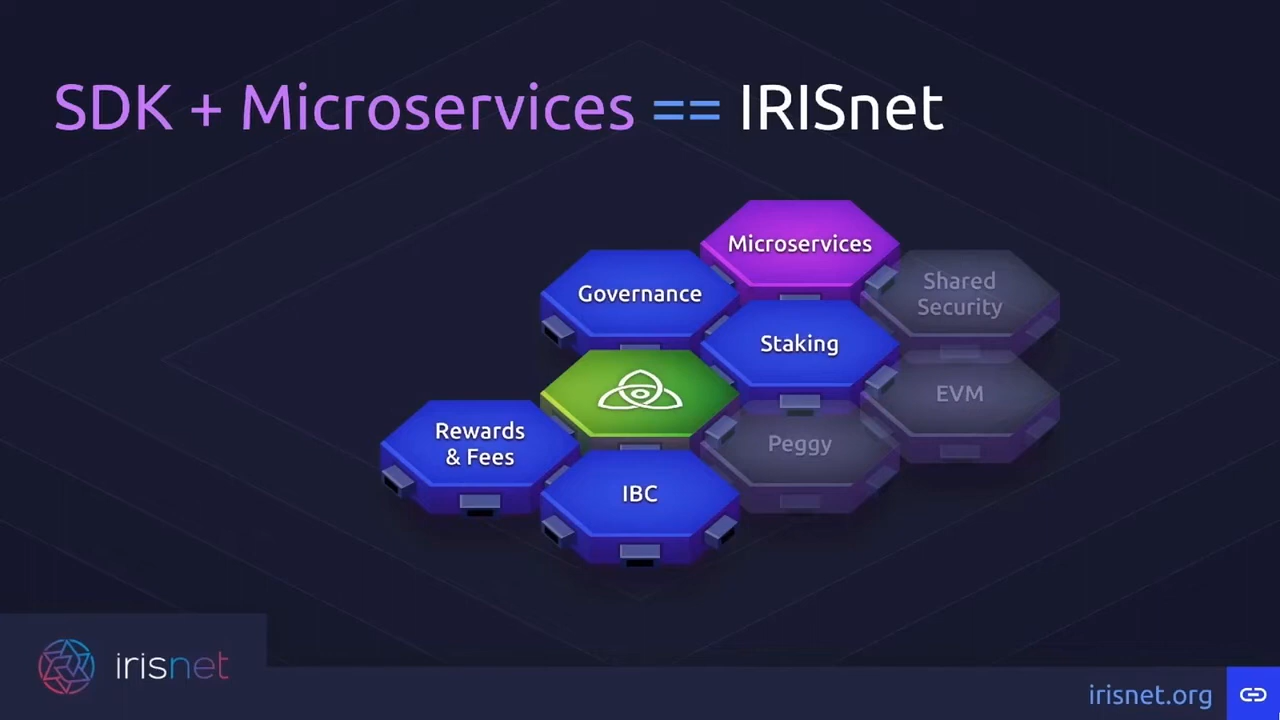 SDK + Microservices == IRISnet
Microservices
Governance
Shared
Security
Staking
EVM
Rewards
& Fees
Peggy
IBC
irisnet
irisnet.org